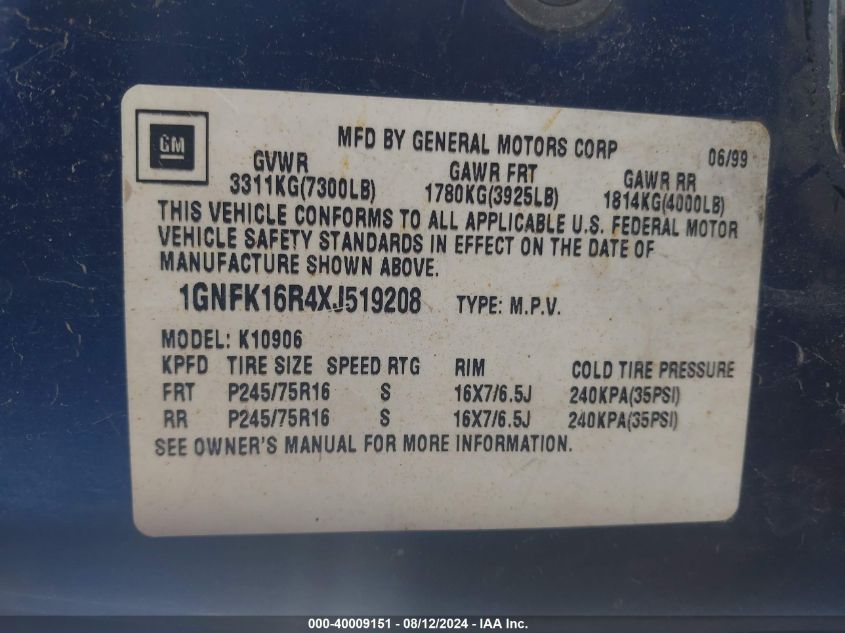 GM
MFD BY GENERAL MOTORS CORP 06/99
GVWR GAWR FRT GAWR RR
3311KG(7300LB) 1780KG(3925LB) 1814KG(4000LB)
THIS VEHICLE CONFORMS TO ALL APPLICABLE U.S. FEDERAL MOTOR
VEHICLE SAFETY STANDARDS IN EFFECT ON THE DATE OF
MANUFACTURE SHOWN ABOVE.
1GNFK16R4XJ519208 TYPE: M.P.V.
MODEL: K10906
KPFD TIRE SIZE SPEED RTG RIM COLD TIRE PRESSURE
FRT P245/75R16 S 16X7/6.5J 240KPA(35PSI)
RR P245/75R16 S 16X7/6.5J 240KPA(35PSI)
SEE OWNER'S MANUAL FOR MORE INFORMATION.
000-40009151 - 08/12/2024 - IAA Inc.